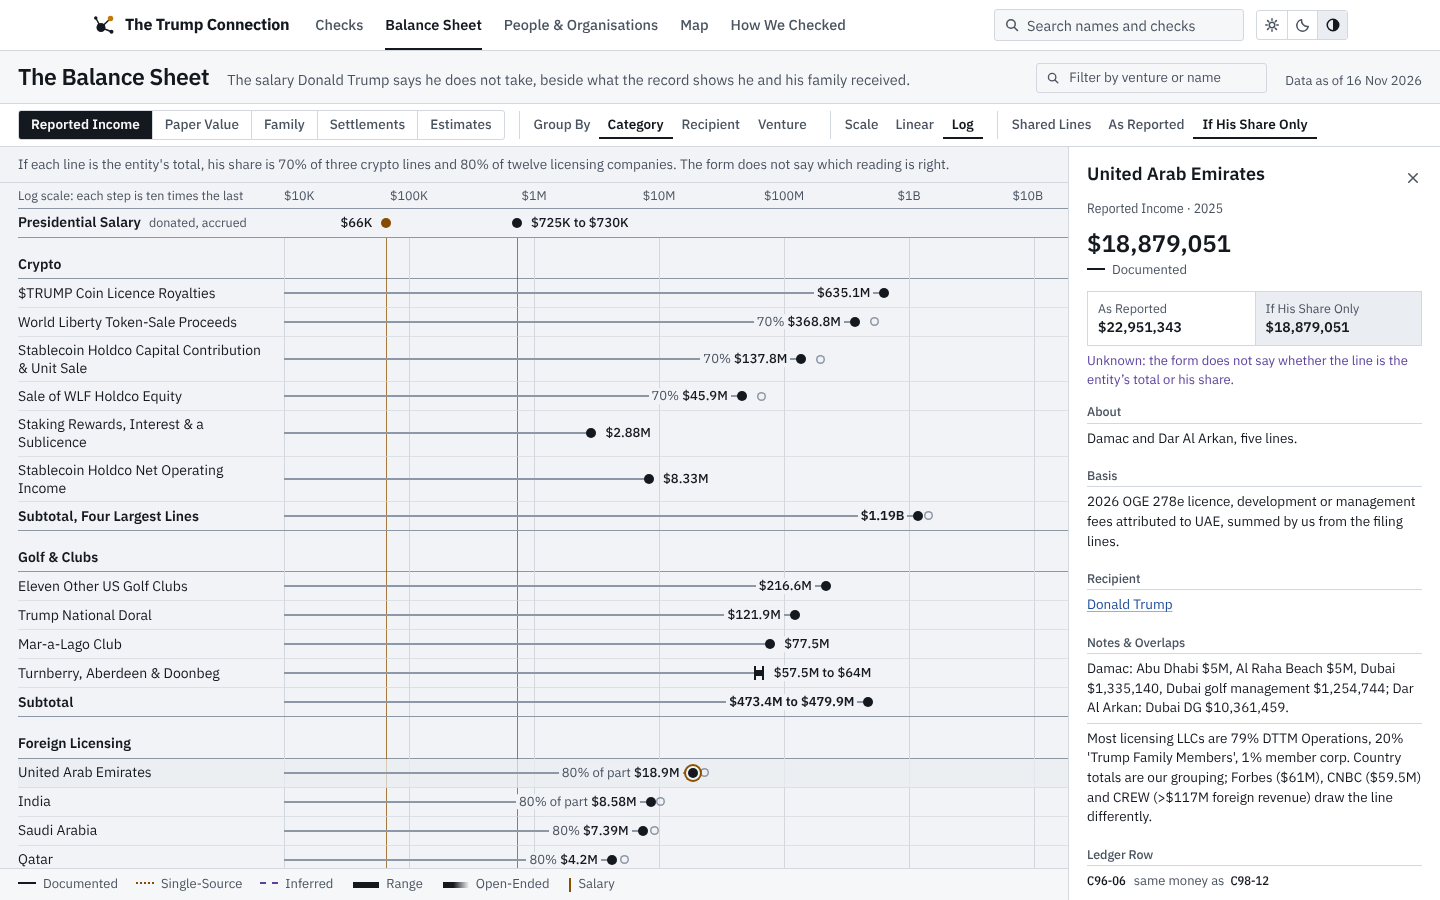 The Trump Connection
Checks
Balance Sheet
People & Organisations
Map
How We Checked
Search names and checks
The Balance Sheet
The salary Donald Trump says he does not take, beside what the record shows he and his family received.
Filter by venture or name
Data as of 16 Nov 2026
Reported Income
Paper Value
Family
Settlements
Estimates
Group By
Category
Recipient
Venture
Scale
Linear
Log
Shared Lines
As Reported
If His Share Only
If each line is the entity's total, his share is 70% of three crypto lines and 80% of twelve licensing companies. The form does not say which reading is right.
Log scale: each step is ten times the last
$10K
$100K
$1M
$10M
$100M
$1B
$10B
Presidential Salary donated, accrued
$66K
$725K to $730K
Crypto
$TRUMP Coin Licence Royalties
$635.1M
World Liberty Token-Sale Proceeds
70% $368.8M
Stablecoin Holdco Capital Contribution
& Unit Sale
70% $137.8M
Sale of WLF Holdco Equity
70% $45.9M
Staking Rewards, Interest & a
Sublicence
$2.88M
Stablecoin Holdco Net Operating
Income
$8.33M
Subtotal, Four Largest Lines
$1.19B
Golf & Clubs
Eleven Other US Golf Clubs
$216.6M
Trump National Doral
$121.9M
Mar-a-Lago Club
$77.5M
Turnberry, Aberdeen & Doonbeg
$57.5M to $64M
Subtotal
$473.4M to $479.9M
Foreign Licensing
United Arab Emirates
80% of part $18.9M
India
80% of part $8.58M
Saudi Arabia
80% $7.39M
Qatar
80% $4.2M
Documented
Single-Source
Inferred
Range
Open-Ended
Salary
United Arab Emirates
Reported Income · 2025
$18,879,051
Documented
As Reported
$22,951,343
If His Share Only
$18,879,051
Unknown: the form does not say whether the line is the
entity’s total or his share.
About
Damac and Dar Al Arkan, five lines.
Basis
2026 OGE 278e licence, development or management
fees attributed to UAE, summed by us from the filing
lines.
Recipient
Donald Trump
Notes & Overlaps
Damac: Abu Dhabi $5M, Al Raha Beach $5M, Dubai
$1,335,140, Dubai golf management $1,254,744; Dar
Al Arkan: Dubai DG $10,361,459.
Most licensing LLCs are 79% DTTM Operations, 20%
'Trump Family Members', 1% member corp. Country
totals are our grouping; Forbes ($61M), CNBC ($59.5M)
and CREW (>$117M foreign revenue) draw the line
differently.
Ledger Row
C96-06 same money as C98-12